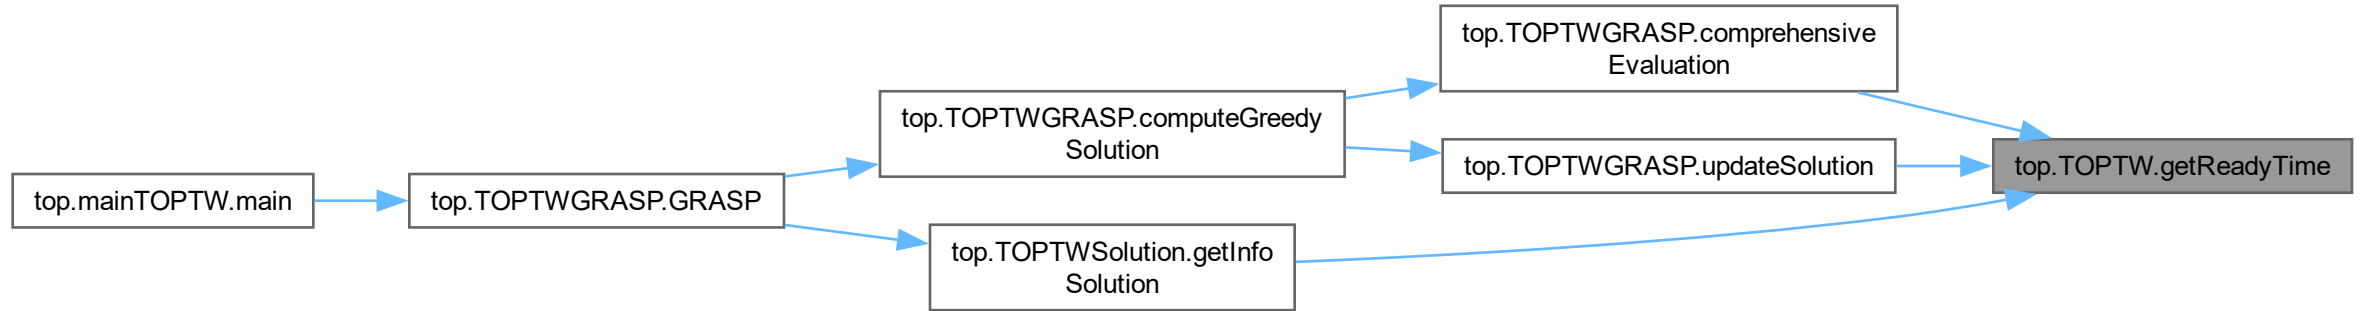 top.mainTOPTW.main
top.TOPTWGRASP.GRASP
top.TOPTWGRASP.computeGreedy
Solution
top.TOPTWSolution.getInfo
Solution
top.TOPTWGRASP.comprehensive
Evaluation
top.TOPTWGRASP.updateSolution
top.TOPTW.getReadyTime